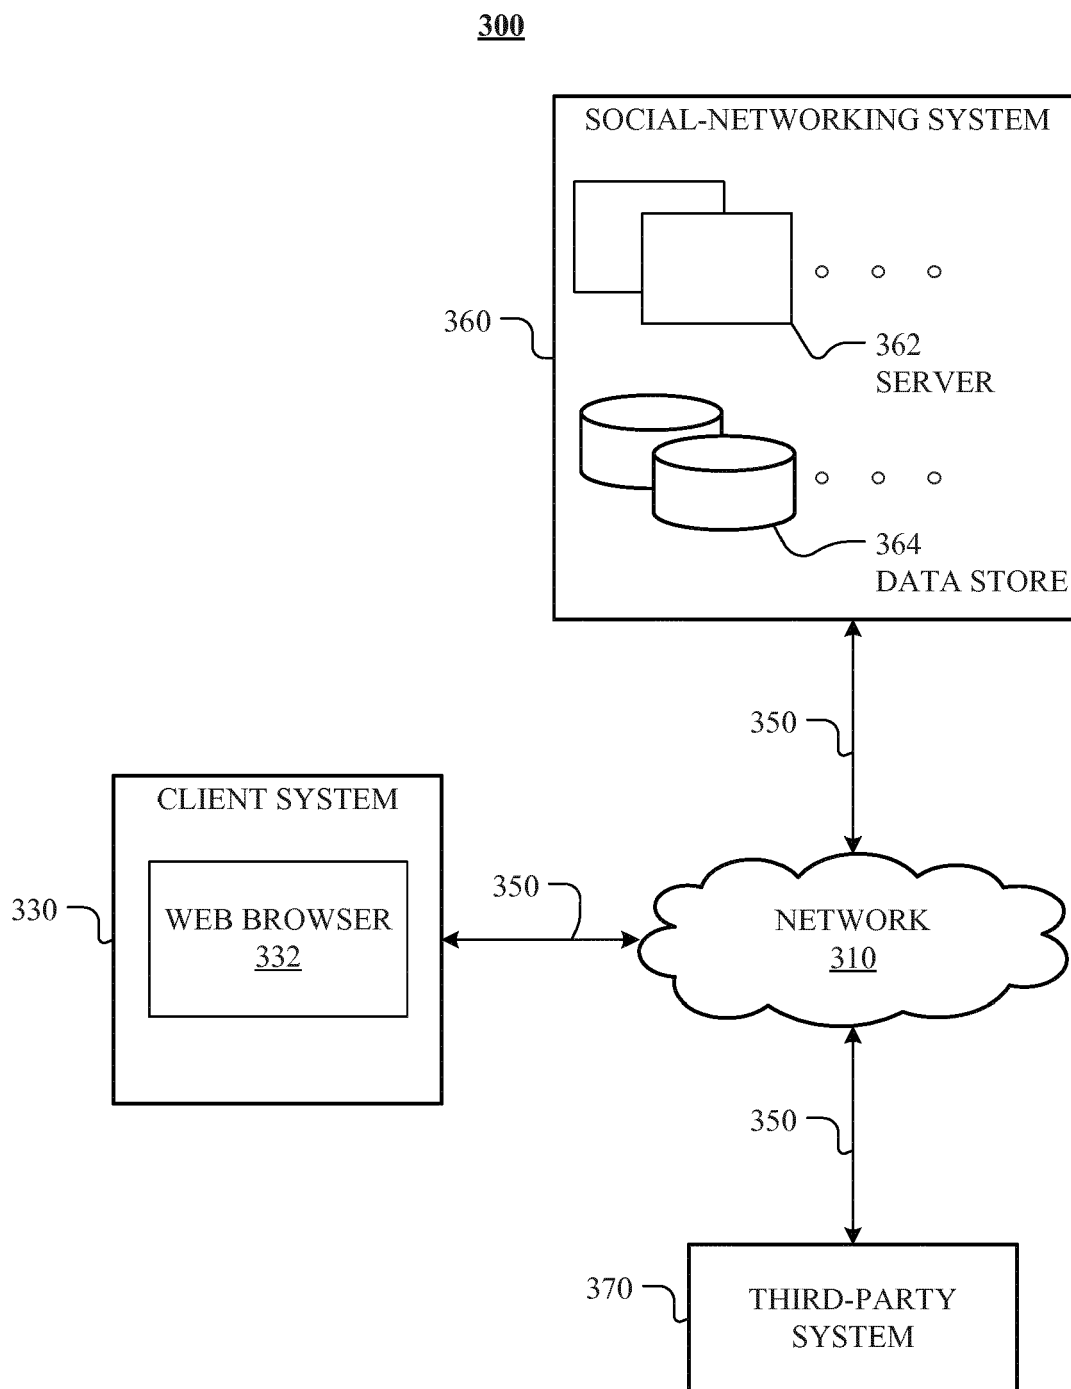 300
SOCIAL-NETWORKING SYSTEM
360
362
SERVER
364
DATA STORE
350
CLIENT SYSTEM
330
WEB BROWSER
332
350
NETWORK
310
350
370
THIRD-PARTY
SYSTEM